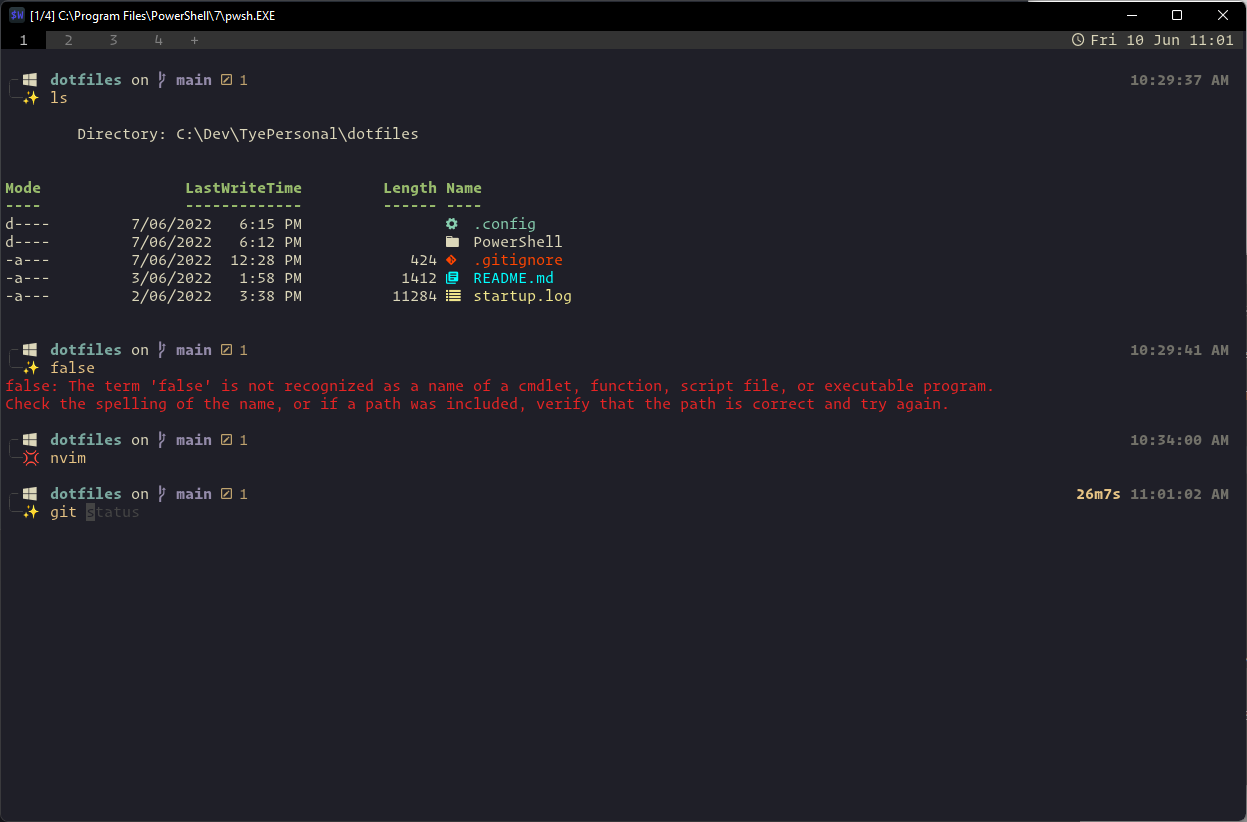 $W [1/4] C:\Program Files\PowerShell\7\pwsh.EXE
1 2 3 4 + Fri 10 Jun 11:01
dotfiles on main 1 10:29:37 AM
ls
Directory: C:\Dev\TyePersonal\dotfiles
Mode LastWriteTime Length Name
---- ------------- ------ ----
d---- 7/06/2022 6:15 PM .config
d---- 7/06/2022 6:12 PM PowerShell
-a--- 7/06/2022 12:28 PM 424 .gitignore
-a--- 3/06/2022 1:58 PM 1412 README.md
-a--- 2/06/2022 3:38 PM 11284 startup.log
dotfiles on main 1 10:29:41 AM
false
false: The term 'false' is not recognized as a name of a cmdlet, function, script file, or executable program.
Check the spelling of the name, or if a path was included, verify that the path is correct and try again.
dotfiles on main 1 10:34:00 AM
nvim
dotfiles on main 1 26m7s 11:01:02 AM
git status